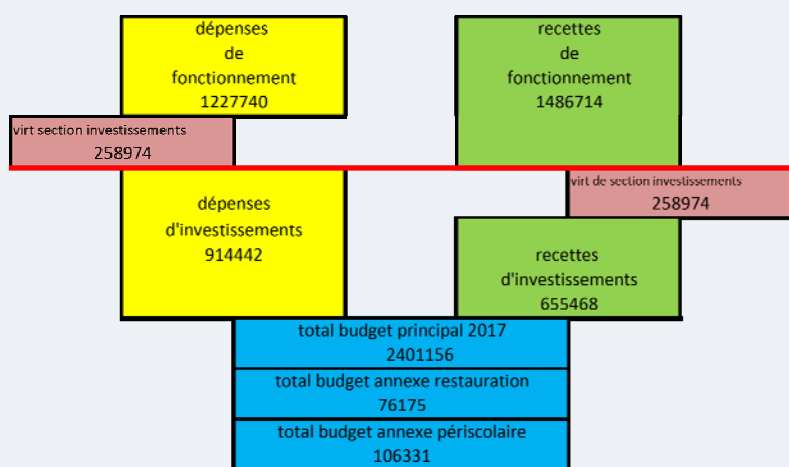 dépenses
de
fonctionnement
1227740
recettes
de
fonctionnement
1486714
virt section investissements
258974
virt de section investissements
258974
dépenses
d'investissements
914442
recettes
d'investissements
655468
total budget principal 2017
2401156
total budget annexe restauration
76175
total budget annexe périscolaire
106331